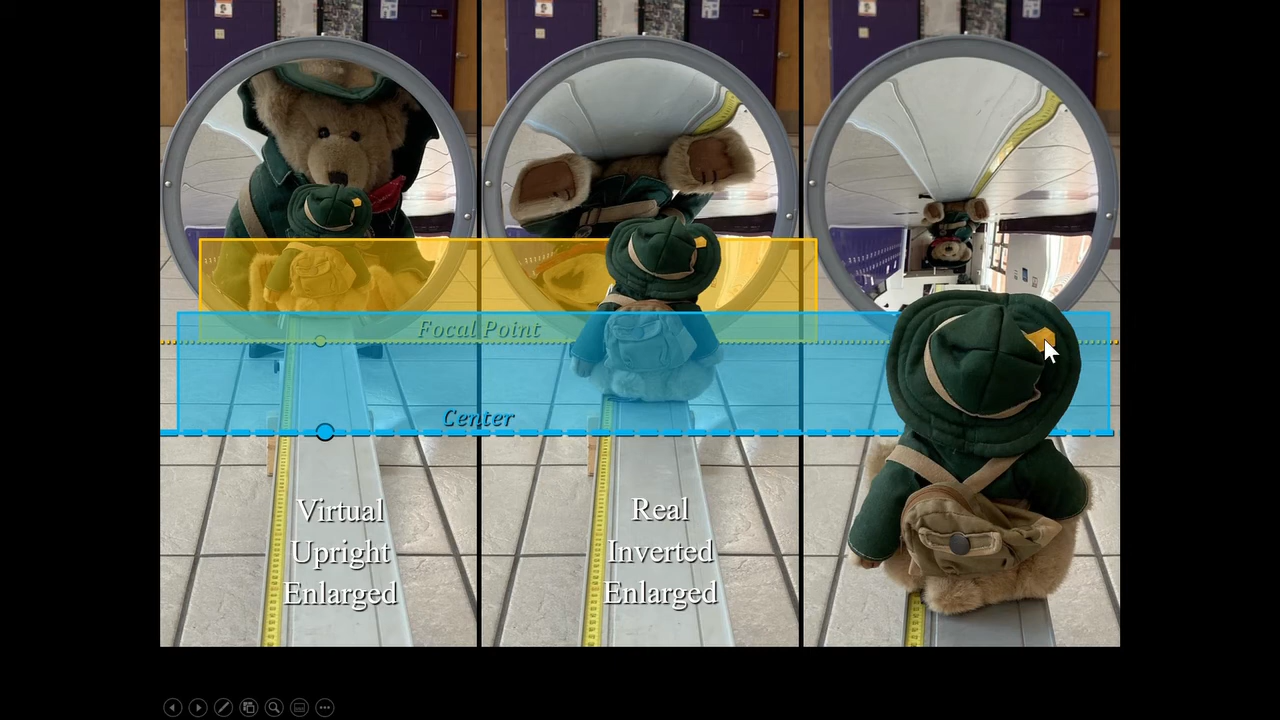 Focal Point
Center
Virtual
Upright
Enlarged
Real
Inverted
Enlarged